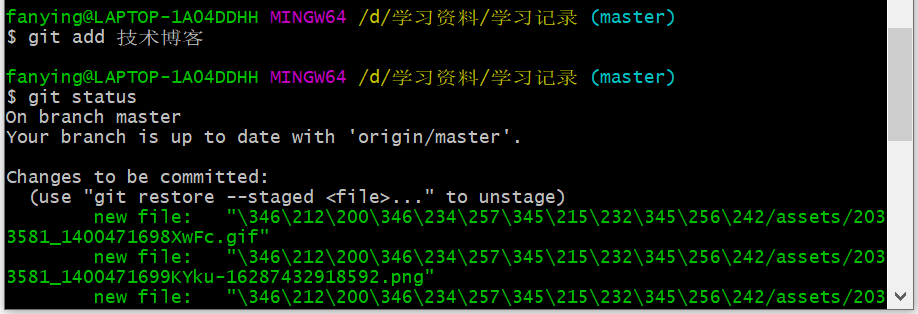 fanying@LAPTOP-1A04DDHH MINGW64 /d/学习资料/学习记录 (master)
$ git add 技术博客
fanying@LAPTOP-1A04DDHH MINGW64 /d/学习资料/学习记录 (master)
$ git status
On branch master
Your branch is up to date with 'origin/master'.
Changes to be committed:
  (use "git restore --staged <file>..." to unstage)
        new file:   "\346\212\200\346\234\257\345\215\232\345\256\242/assets/203
3581_1400471698XwFc.gif"
        new file:   "\346\212\200\346\234\257\345\215\232\345\256\242/assets/203
3581_1400471699KYku-16287432918592.png"
        new file:   "\346\212\200\346\234\257\345\215\232\345\256\242/assets/203